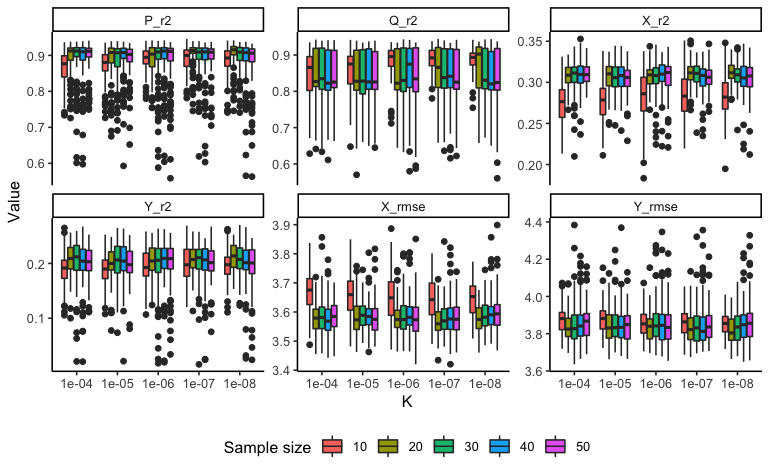 P_r2 Q_r2 X_r2
0.9 0.9 0.35
0.8 0.8 0.30
0.7 0.7 0.25
0.6 0.6 0.20
Value
Y_r2 X_rmse Y_rmse
0.2 3.9 4.4
0.1 3.8 4.2
3.7 4.0
3.6 3.8
3.5 3.6
3.4
1e-04 1e-05 1e-06 1e-07 1e-08 1e-04 1e-05 1e-06 1e-07 1e-08 1e-04 1e-05 1e-06 1e-07 1e-08
K
Sample size 10 20 30 40 50